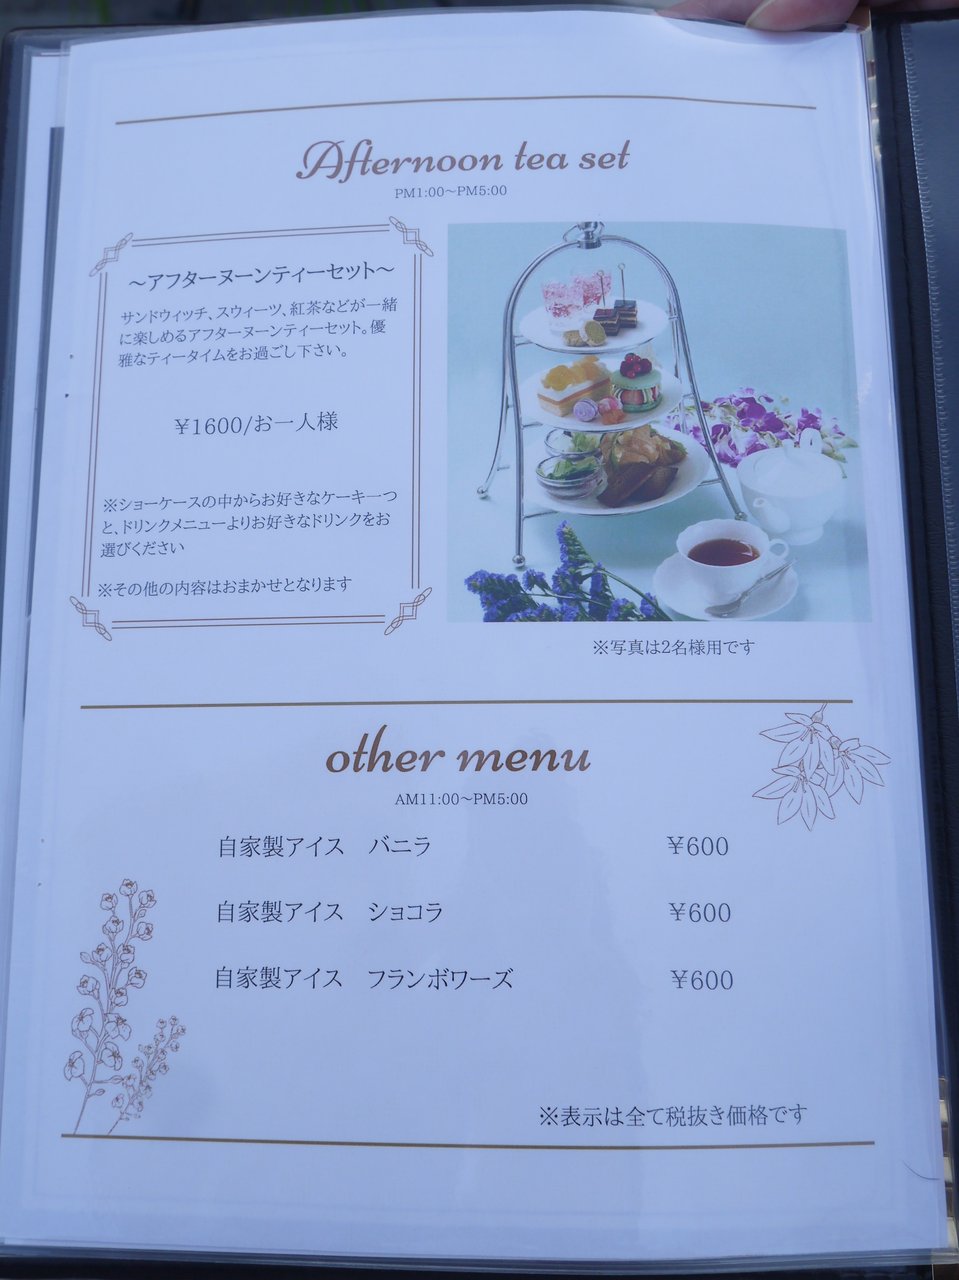 Afternoon tea set
PM1:00～PM5:00
～アフターヌーンティーセット～
サンドウィッチ、スウィーツ、紅茶などが一緒
に楽しめるアフターヌーンティーセット。優
雅なティータイムをお過ごし下さい。
¥1600/お一人様
※ショーケースの中からお好きなケーキ一つ
と、ドリンクメニューよりお好きなドリンクをお
選びください
※その他の内容はおまかせとなります
※写真は2名様用です
other menu
AM11:00～PM5:00
自家製アイス　バニラ　¥600
自家製アイス　ショコラ　¥600
自家製アイス　フランボワーズ　¥600
※表示は全て税抜き価格です